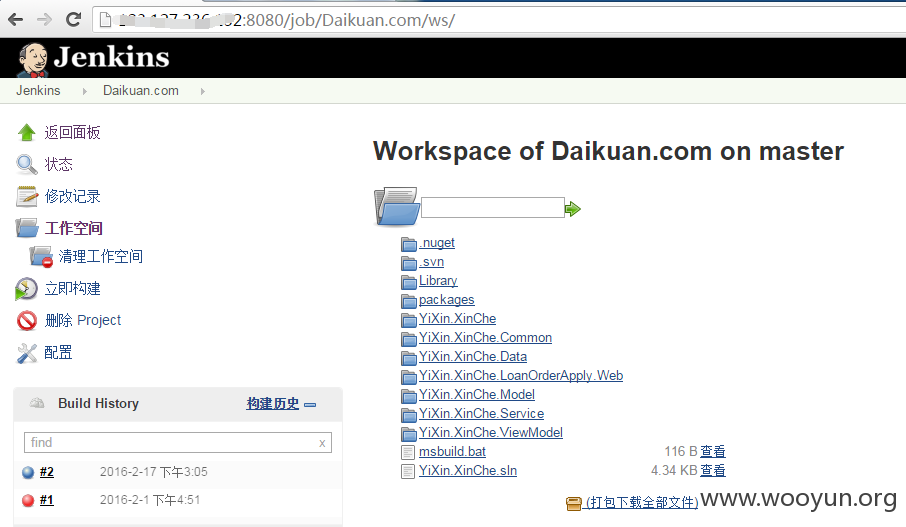 :8080/job/Daikuan.com/ws/
Jenkins
Jenkins Daikuan.com
返回面板
状态
修改记录
工作空间
清理工作空间
立即构建
删除 Project
配置
Build History 构建历史
find x
#2 2016-2-17 下午3:05
#1 2016-2-1 下午4:51
Workspace of Daikuan.com on master
.nuget
.svn
Library
packages
YiXin.XinChe
YiXin.XinChe.Common
YiXin.XinChe.Data
YiXin.XinChe.LoanOrderApply.Web
YiXin.XinChe.Model
YiXin.XinChe.Service
YiXin.XinChe.ViewModel
msbuild.bat 116 B 查看
YiXin.XinChe.sln 4.34 KB 查看
(打包下载全部文件)
www.wooyun.org